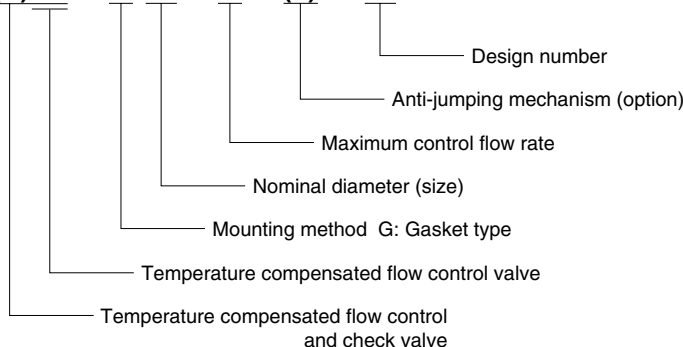 Design number
Anti-jumping mechanism (option)
Maximum control flow rate
Nominal diameter (size)
Mounting method G: Gasket type
Temperature compensated flow control valve
Temperature compensated flow control
and check valve